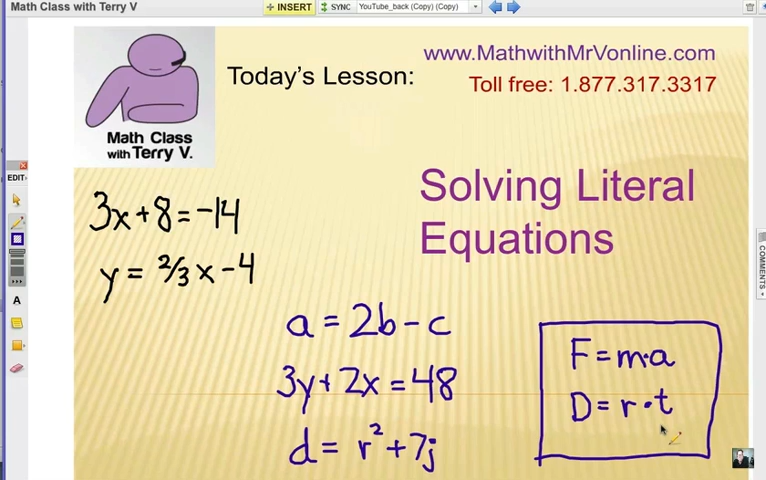 Math Class with Terry V
INSERT
SYNC
YouTube_back (Copy) (Copy)
EDIT
A
COMMENTS
Math Class
with Terry V.
Today's Lesson:
www.MathwithMrVonline.com
Toll free: 1.877.317.3317
Solving Literal
Equations
3x+8=-14
y = 2/3 x - 4
a = 2b - c
3y + 2x = 48
d = r² + 7j
F = m·a
D = r·t